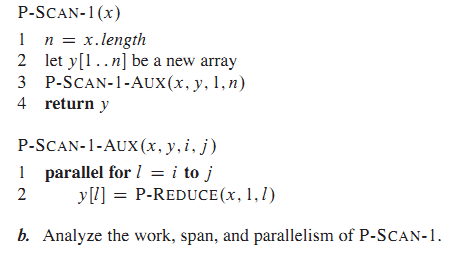 P-SCAN-1(x)
1 n = x.length
2 let y[1..n] be a new array
3 P-SCAN-1-AUX(x, y, 1, n)
4 return y
P-SCAN-1-AUX(x, y, i, j)
1 parallel for l = i to j
2 y[l] = P-REDUCE(x, 1, l)
b. Analyze the work, span, and parallelism of P-SCAN-1.